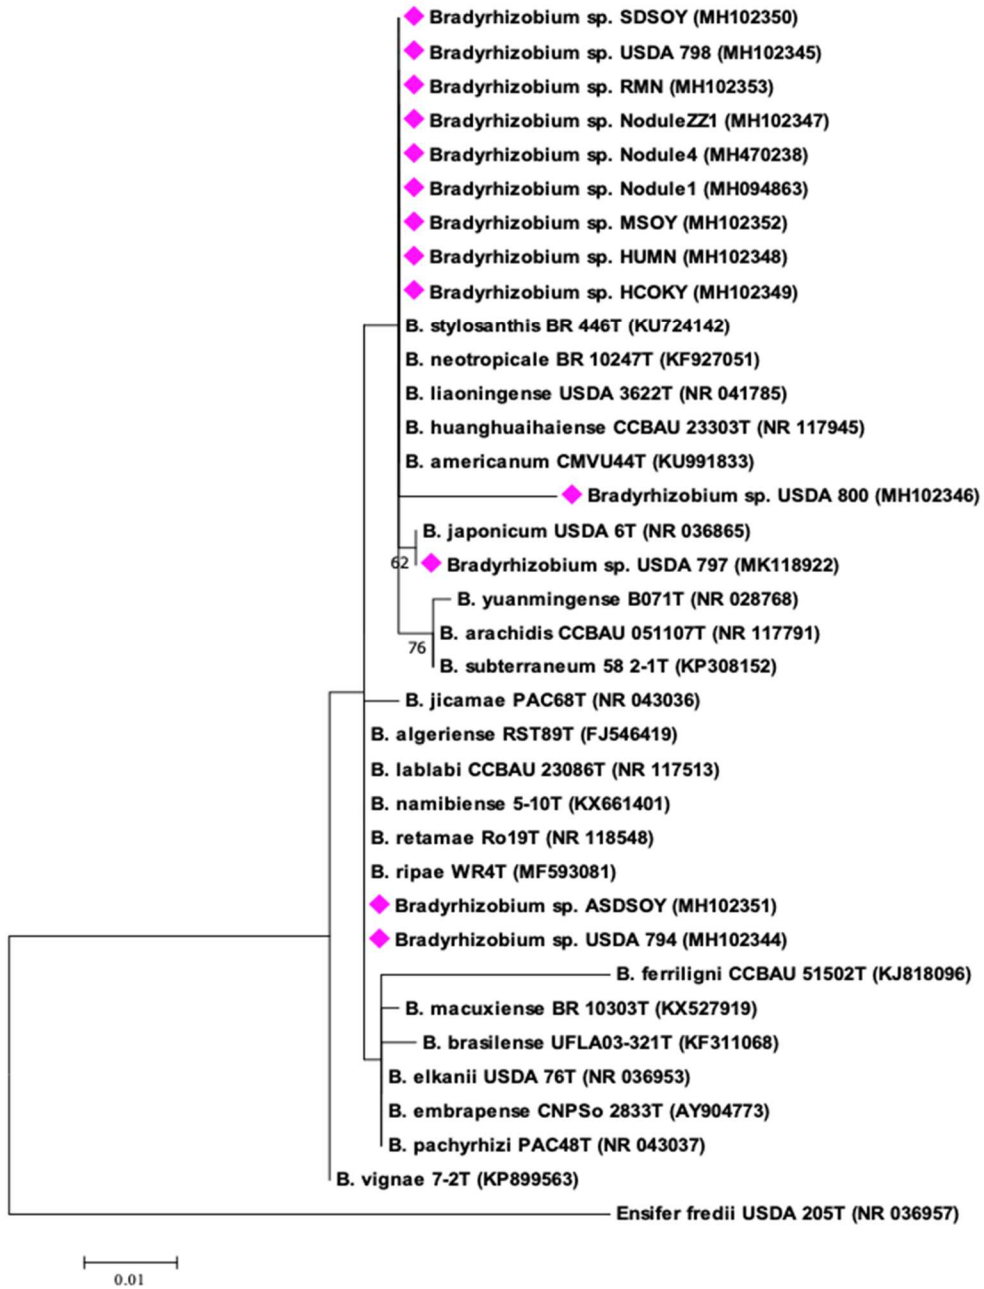 Bradyrhizobium sp. SDSOY (MH102350)
Bradyrhizobium sp. USDA 798 (MH102345)
Bradyrhizobium sp. RMN (MH102353)
Bradyrhizobium sp. NoduleZZ1 (MH102347)
Bradyrhizobium sp. Nodule4 (MH470238)
Bradyrhizobium sp. Nodule1 (MH094863)
Bradyrhizobium sp. MSOY (MH102352)
Bradyrhizobium sp. HUMN (MH102348)
Bradyrhizobium sp. HCOKY (MH102349)
B. stylosanthis BR 446T (KU724142)
B. neotropicale BR 10247T (KF927051)
B. liaoningense USDA 3622T (NR 041785)
B. huanghuaihaiense CCBAU 23303T (NR 117945)
B. americanum CMVU44T (KU991833)
Bradyrhizobium sp. USDA 800 (MH102346)
B. japonicum USDA 6T (NR 036865)
62
Bradyrhizobium sp. USDA 797 (MK118922)
B. yuanmingense B071T (NR 028768)
B. arachidis CCBAU 051107T (NR 117791)
76
B. subterraneum 58 2-1T (KP308152)
B. jicamae PAC68T (NR 043036)
B. algeriense RST89T (FJ546419)
B. lablabi CCBAU 23086T (NR 117513)
B. namibiense 5-10T (KX661401)
B. retamae Ro19T (NR 118548)
B. ripae WR4T (MF593081)
Bradyrhizobium sp. ASDSOY (MH102351)
Bradyrhizobium sp. USDA 794 (MH102344)
B. ferriligni CCBAU 51502T (KJ818096)
B. macuxiense BR 10303T (KX527919)
B. brasilense UFLA03-321T (KF311068)
B. elkanii USDA 76T (NR 036953)
B. embrapense CNPSo 2833T (AY904773)
B. pachyrhizi PAC48T (NR 043037)
B. vignae 7-2T (KP899563)
Ensifer fredii USDA 205T (NR 036957)
0.01